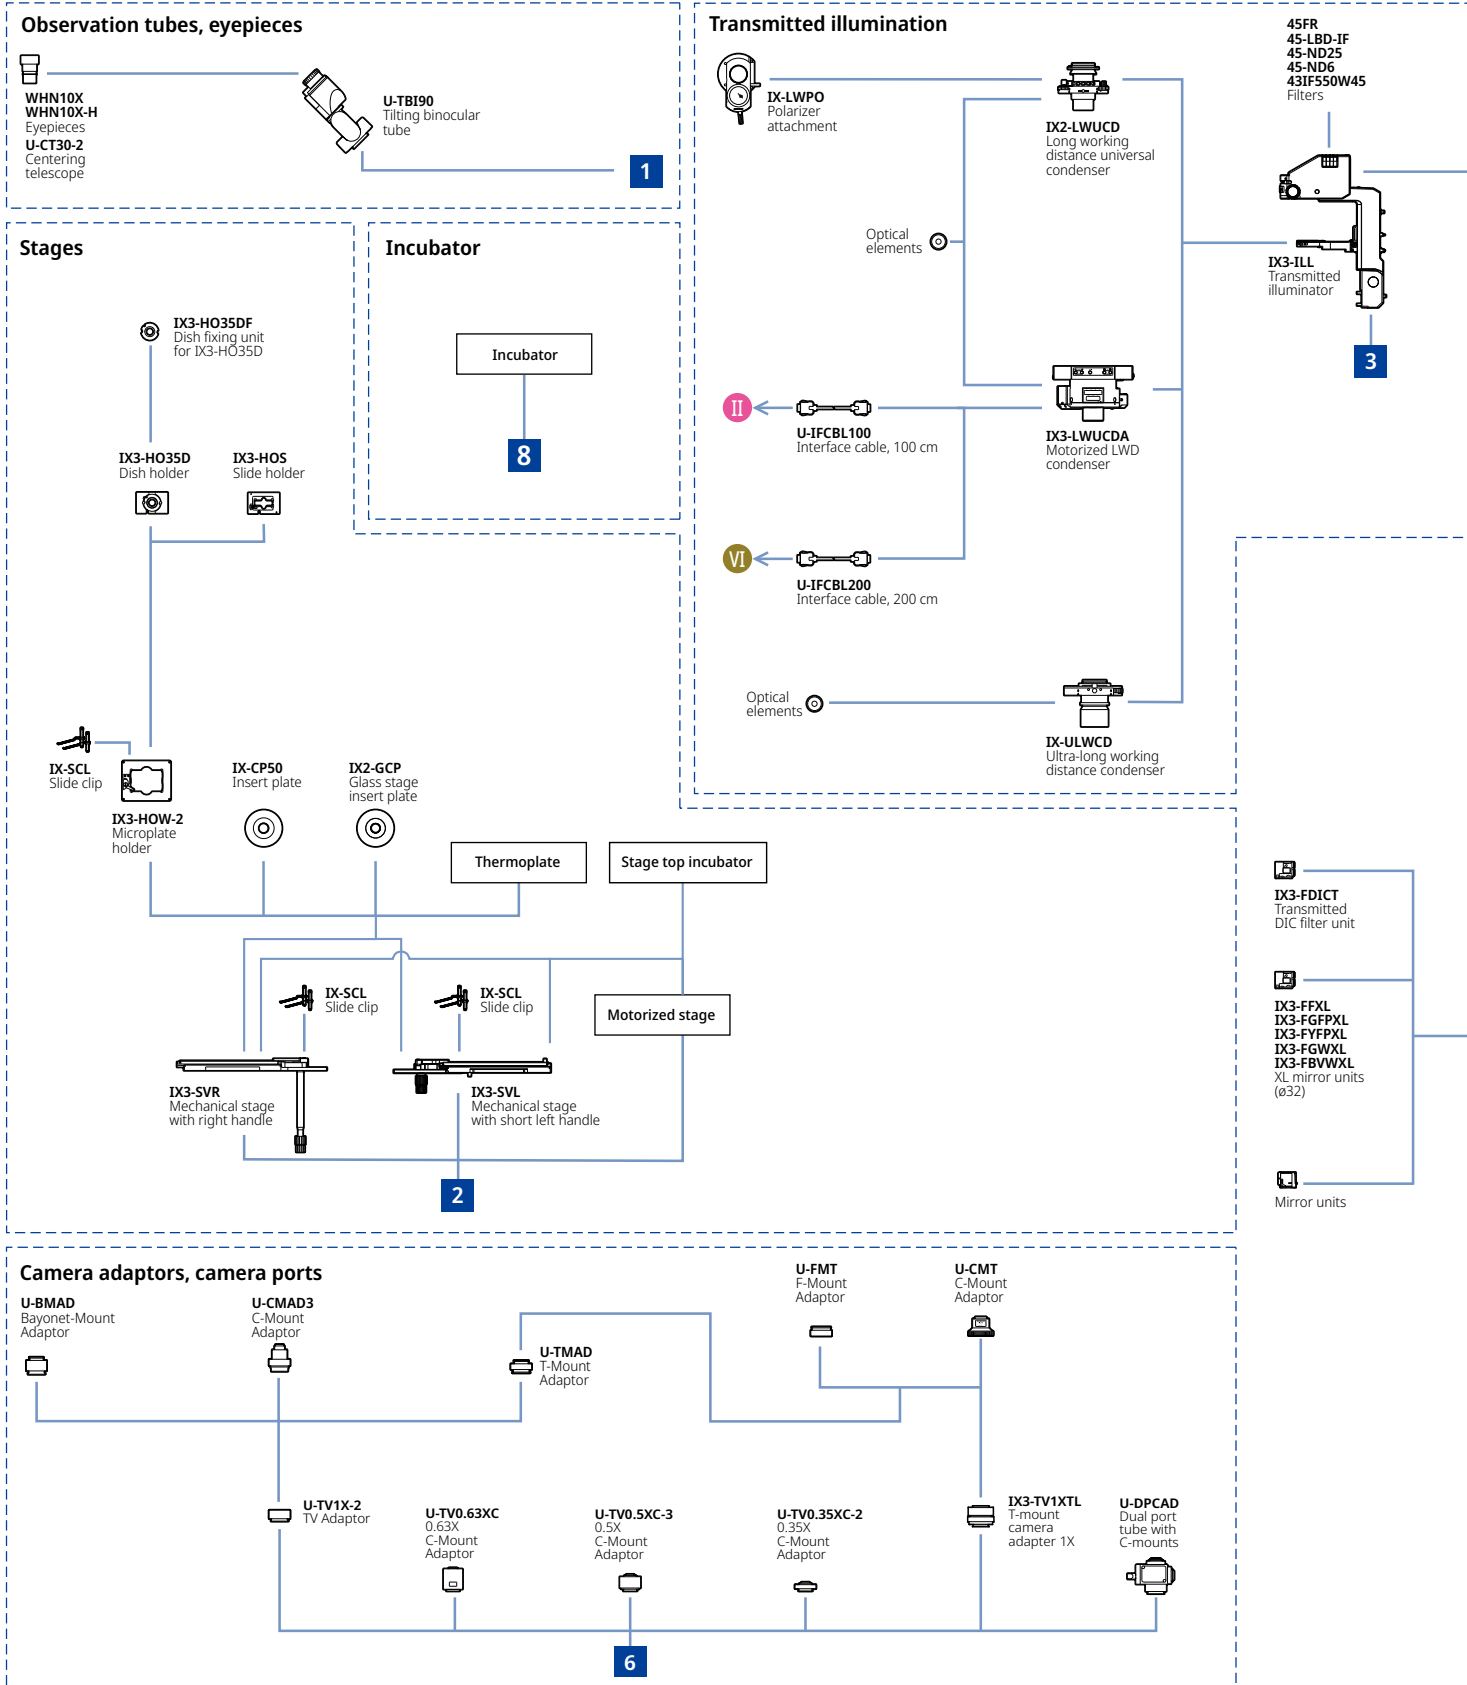 Observation tubes, eyepieces
WHN10X
WHN10X-H
Eyepieces
U-CT30-2
Centering
telescope
U-TBI90
Tilting binocular
tube
1
Transmitted illumination
IX-LWPO
Polarizer
attachment
IX2-LWUCD
Long working
distance universal
condenser
45FR
45-LBD-IF
45-ND25
45-ND6
43IF550W45
Filters
Optical
elements
IX3-ILL
Transmitted
illuminator
3
II
U-IFCBL100
Interface cable, 100 cm
IX3-LWUCDA
Motorized LWD
condenser
VI
U-IFCBL200
Interface cable, 200 cm
Optical
elements
IX-ULWCD
Ultra-long working
distance condenser
Stages
IX3-HO35DF
Dish fixing unit
for IX3-HO35D
IX3-HO35D
Dish holder
IX3-HOS
Slide holder
IX-SCL
Slide clip
IX3-HOW-2
Microplate
holder
IX-CP50
Insert plate
IX2-GCP
Glass stage
insert plate
Thermoplate
Stage top incubator
IX-SCL
Slide clip
IX-SCL
Slide clip
Motorized stage
IX3-SVR
Mechanical stage
with right handle
IX3-SVL
Mechanical stage
with short left handle
2
Incubator
Incubator
8
IX3-FDICT
Transmitted
DIC filter unit
IX3-FFXL
IX3-FGFPXL
IX3-FYFPXL
IX3-FGWXL
IX3-FBVWXL
XL mirror units
(ø32)
Mirror units
Camera adaptors, camera ports
U-BMAD
Bayonet-Mount
Adaptor
U-CMAD3
C-Mount
Adaptor
U-TMAD
T-Mount
Adaptor
U-FMT
F-Mount
Adaptor
U-CMT
C-Mount
Adaptor
U-TV1X-2
TV Adaptor
U-TV0.63XC
0.63X
C-Mount
Adaptor
U-TV0.5XC-3
0.5X
C-Mount
Adaptor
U-TV0.35XC-2
0.35X
C-Mount
Adaptor
IX3-TV1XTL
T-mount
camera
adapter 1X
U-DPCAD
Dual port
tube with
C-mounts
6